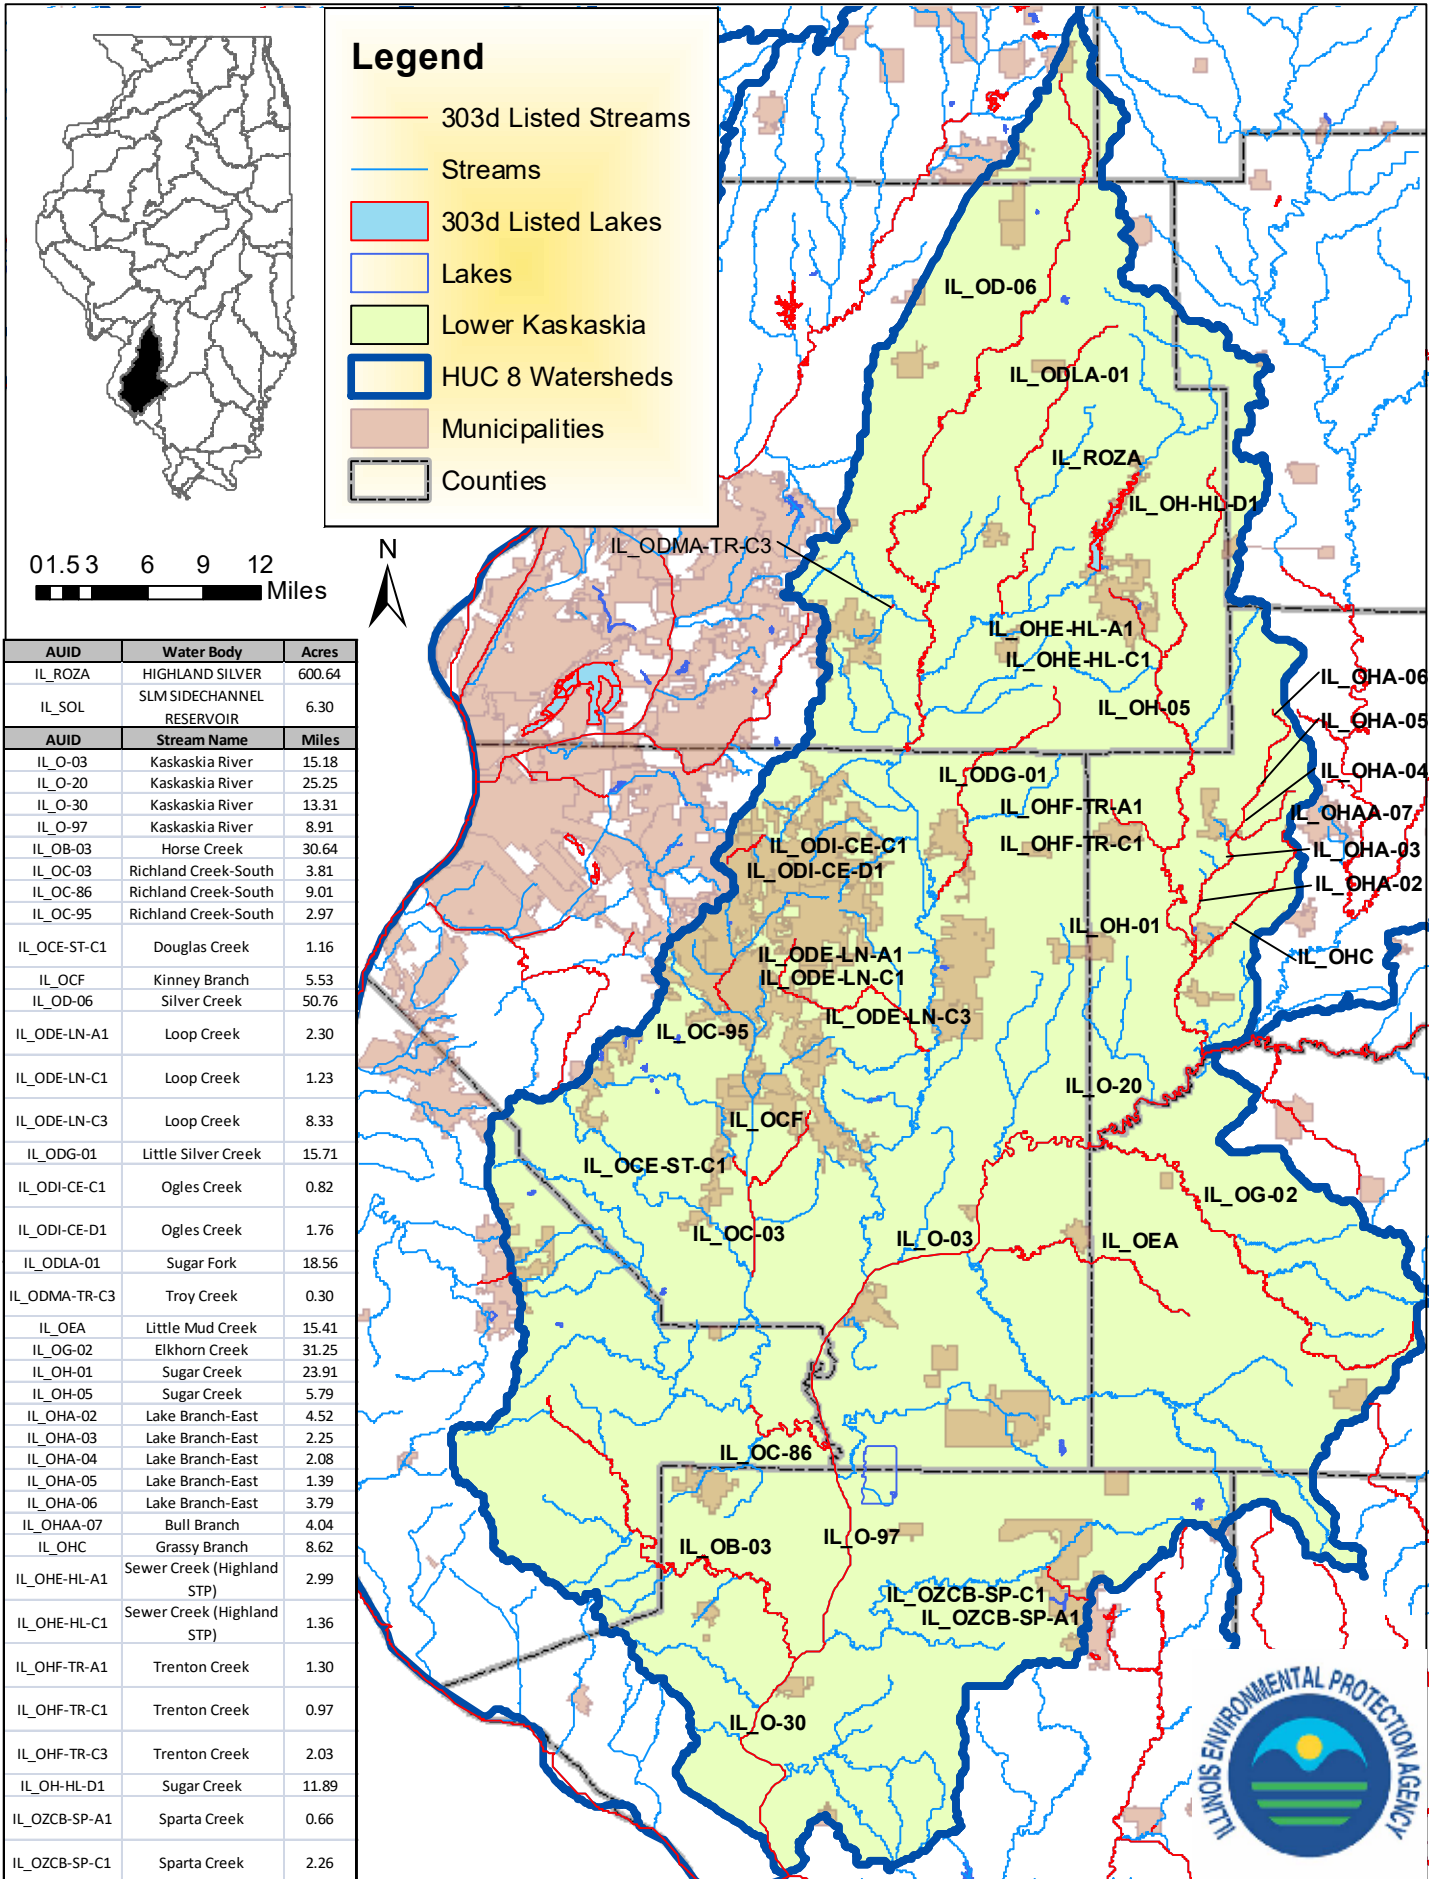 Legend
303d Listed Streams
Streams
303d Listed Lakes
Lakes
Lower Kaskaskia
HUC 8 Watersheds
Municipalities
Counties
0 1.5 3 6 9 12
Miles
N
AUID Water Body Acres
IL_ROZA HIGHLAND SILVER 600.64
IL_SOL SLM SIDECHANNEL RESERVOIR 6.30
AUID Stream Name Miles
IL_O-03 Kaskaskia River 15.18
IL_O-20 Kaskaskia River 25.25
IL_O-30 Kaskaskia River 13.31
IL_O-97 Kaskaskia River 8.91
IL_OB-03 Horse Creek 30.64
IL_OC-03 Richland Creek-South 3.81
IL_OC-86 Richland Creek-South 9.01
IL_OC-95 Richland Creek-South 2.97
IL_OCE-ST-C1 Douglas Creek 1.16
IL_OCF Kinney Branch 5.53
IL_OD-06 Silver Creek 50.76
IL_ODE-LN-A1 Loop Creek 2.30
IL_ODE-LN-C1 Loop Creek 1.23
IL_ODE-LN-C3 Loop Creek 8.33
IL_ODG-01 Little Silver Creek 15.71
IL_ODI-CE-C1 Ogles Creek 0.82
IL_ODI-CE-D1 Ogles Creek 1.76
IL_ODLA-01 Sugar Fork 18.56
IL_ODMA-TR-C3 Troy Creek 0.30
IL_OEA Little Mud Creek 15.41
IL_OG-02 Elkhorn Creek 31.25
IL_OH-01 Sugar Creek 23.91
IL_OH-05 Sugar Creek 5.79
IL_OHA-02 Lake Branch-East 4.52
IL_OHA-03 Lake Branch-East 2.25
IL_OHA-04 Lake Branch-East 2.08
IL_OHA-05 Lake Branch-East 1.39
IL_OHA-06 Lake Branch-East 3.79
IL_OHAA-07 Bull Branch 4.04
IL_OHC Grassy Branch 8.62
IL_OHE-HL-A1 Sewer Creek (Highland STP) 2.99
IL_OHE-HL-C1 Sewer Creek (Highland STP) 1.36
IL_OHF-TR-A1 Trenton Creek 1.30
IL_OHF-TR-C1 Trenton Creek 0.97
IL_OHF-TR-C3 Trenton Creek 2.03
IL_OH-HL-D1 Sugar Creek 11.89
IL_OZCB-SP-A1 Sparta Creek 0.66
IL_OZCB-SP-C1 Sparta Creek 2.26
IL_OD-06
IL_ODLA-01
IL_ROZA
IL_OH-HL-D1
IL_ODMA-TR-C3
IL_OHE-HL-A1
IL_OHE-HL-C1
IL_OHA-06
IL_OH-05
IL_OHA-05
IL_ODG-01
IL_OHA-04
IL_OHF-TR-A1
IL_OHAA-07
IL_ODI-CE-C1
IL_OHF-TR-C1
IL_OHA-03
IL_ODI-CE-D1
IL_OHA-02
IL_OH-01
IL_ODE-LN-A1
IL_OHC
IL_ODE-LN-C1
IL_ODE-LN-C3
IL_OC-95
IL_O-20
IL_OCF
IL_OCE-ST-C1
IL_OG-02
IL_OC-03
IL_O-03
IL_OEA
IL_OC-86
IL_O-97
IL_OB-03
IL_OZCB-SP-C1
IL_OZCB-SP-A1
IL_O-30
ILLINOIS ENVIRONMENTAL PROTECTION AGENCY